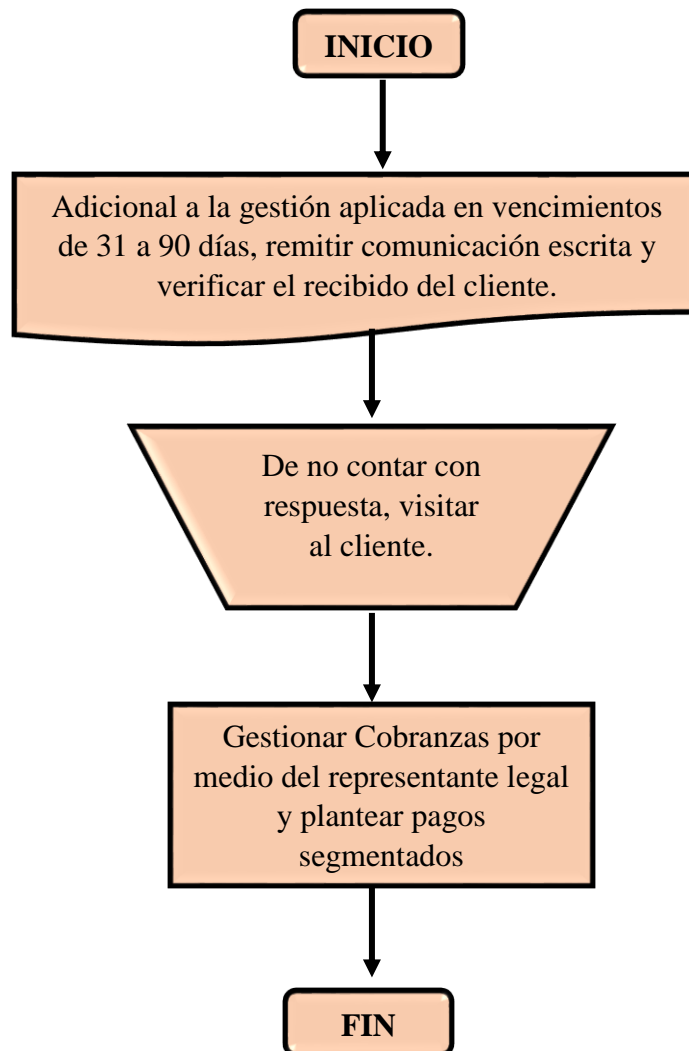 INICIO
Adicional a la gestión aplicada en vencimientos
de 31 a 90 días, remitir comunicación escrita y
verificar el recibido del cliente.
De no contar con
respuesta, visitar
al cliente.
Gestionar Cobranzas por
medio del representante legal
y plantear pagos
segmentados
FIN